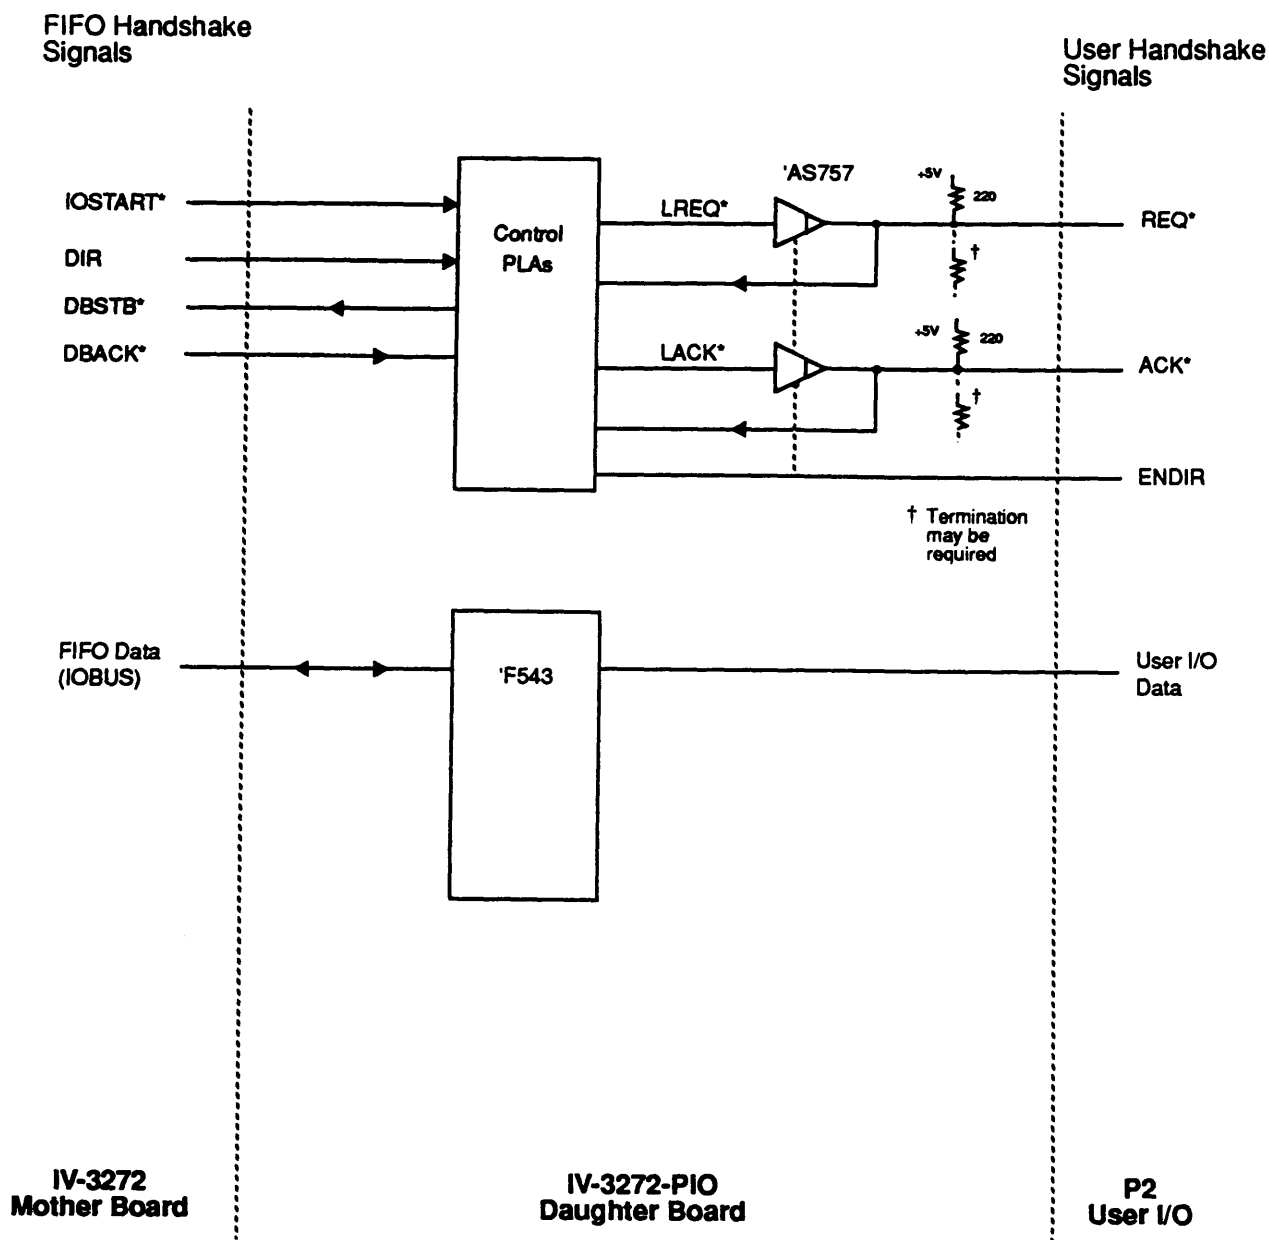 FIFO Handshake
Signals
User Handshake
Signals
'AS757
+5V
220
IOSTART*
LREQ*
REQ*
Control
PLAs
DIR
†
DBSTB*
+5V
220
DBACK*
LACK*
ACK*
†
ENDIR
† Termination
may be
required
FIFO Data
(IOBUS)
'F543
User I/O
Data
IV-3272
Mother Board
IV-3272-PIO
Daughter Board
P2
User I/O